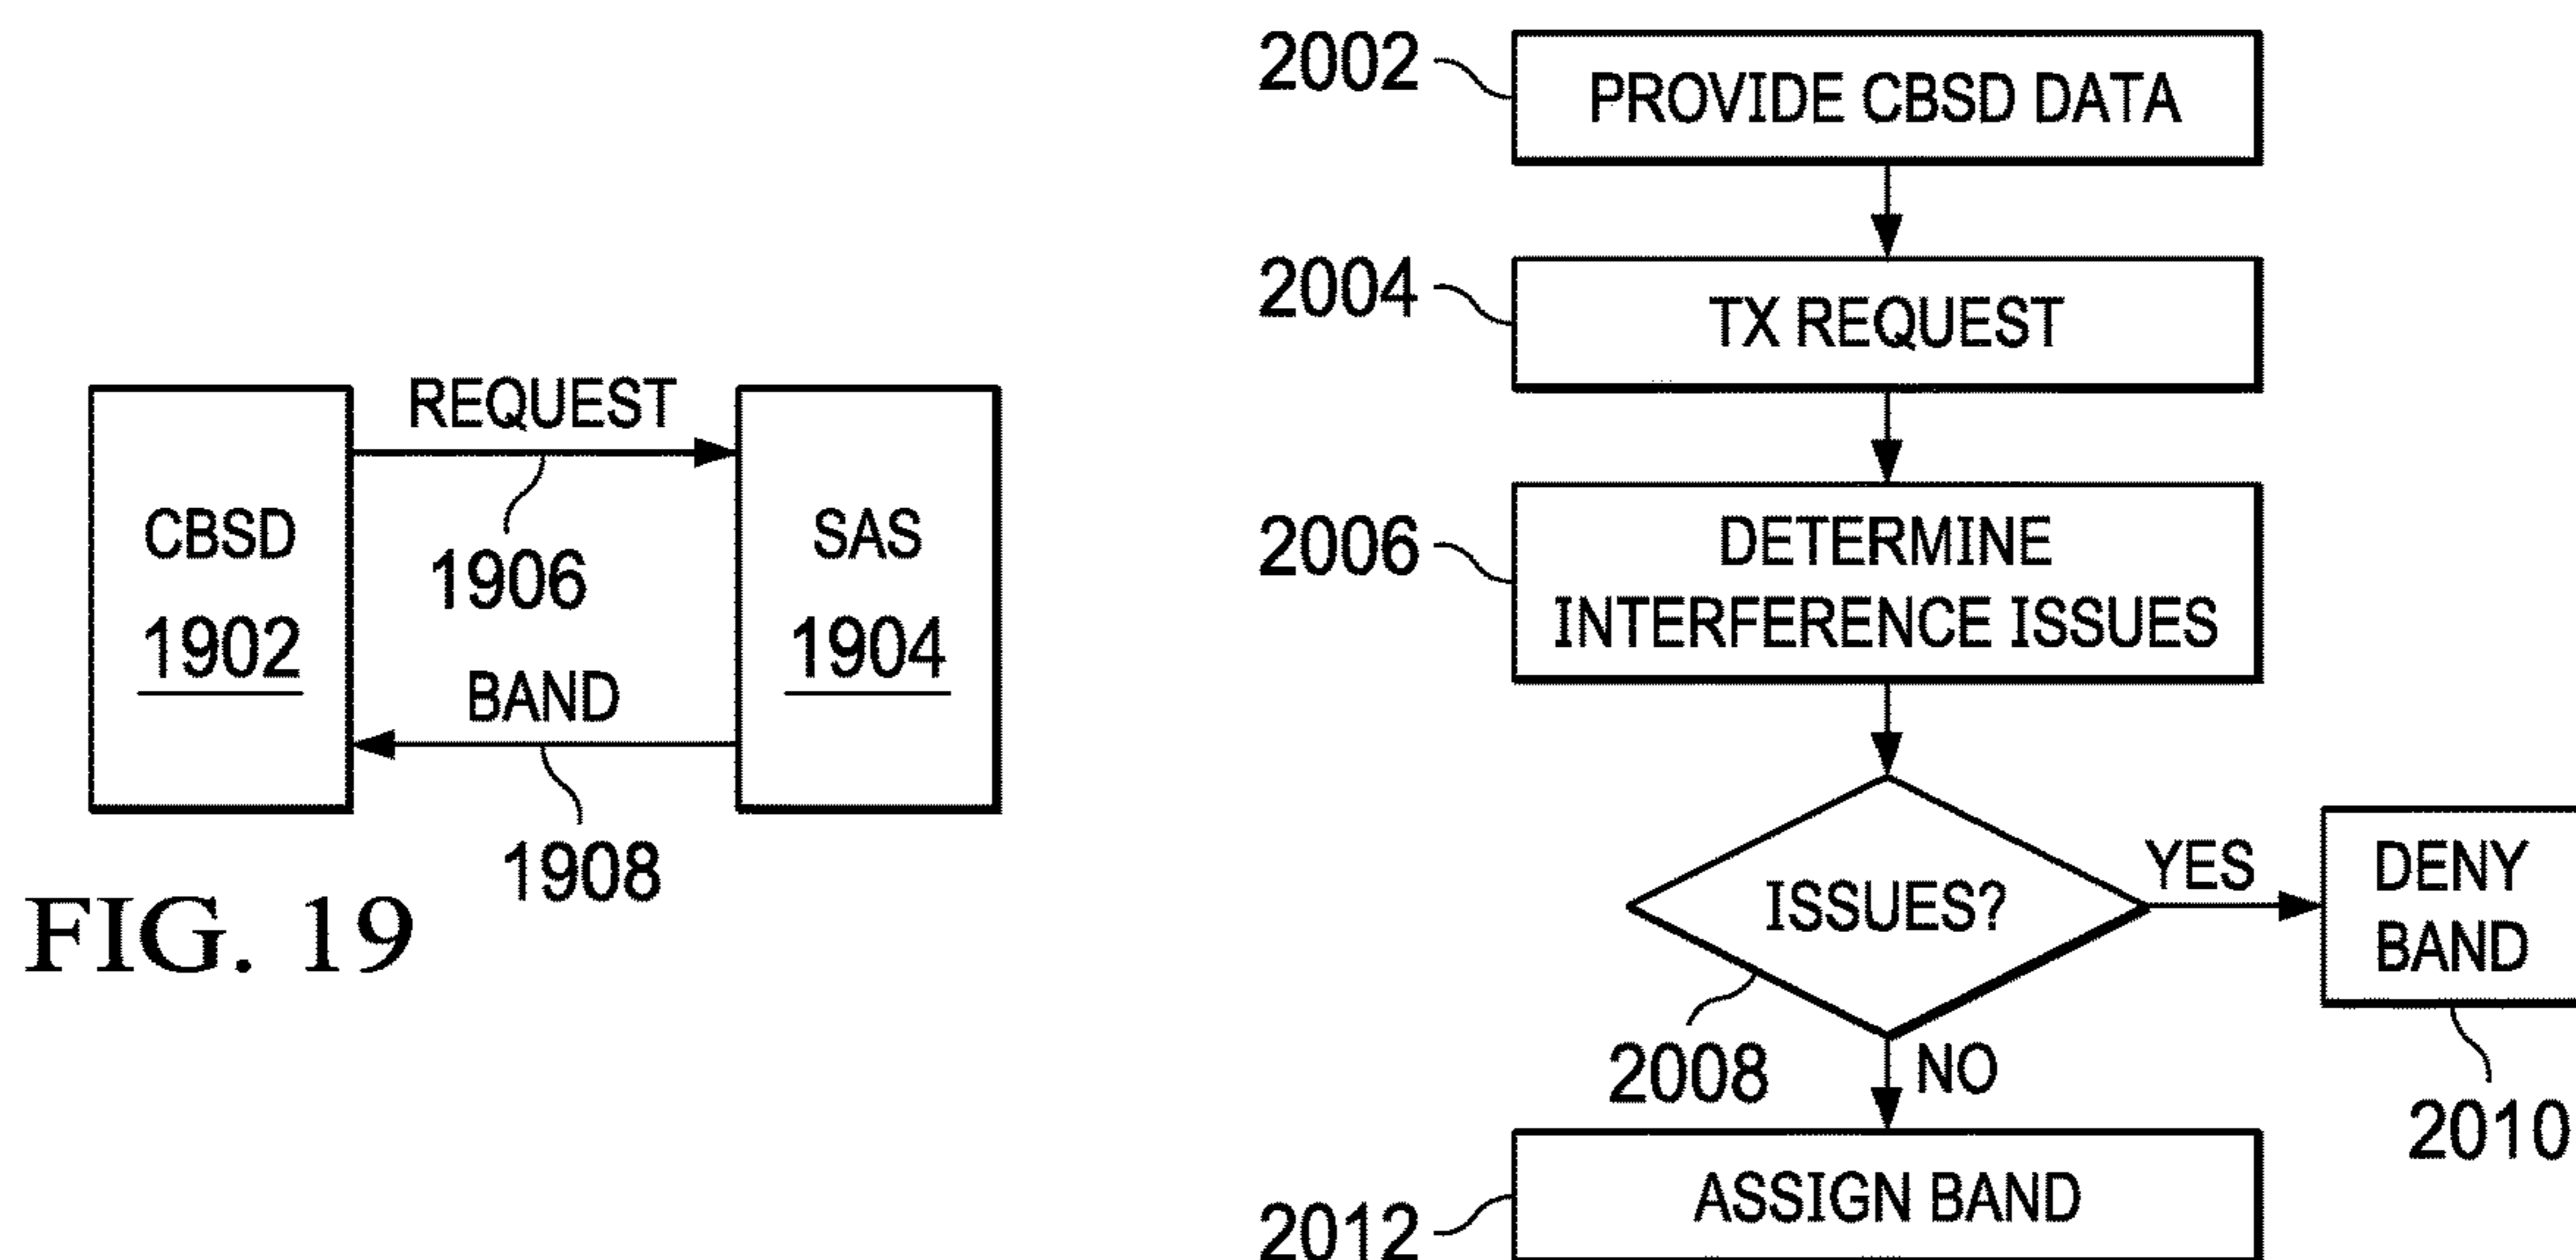 CBSD
1902
REQUEST
1906
SAS
1904
BAND
1908
FIG. 19
2002
PROVIDE CBSD DATA
2004
TX REQUEST
2006
DETERMINE
INTERFERENCE ISSUES
ISSUES?
2008
YES
DENY
BAND
2010
NO
2012
ASSIGN BAND